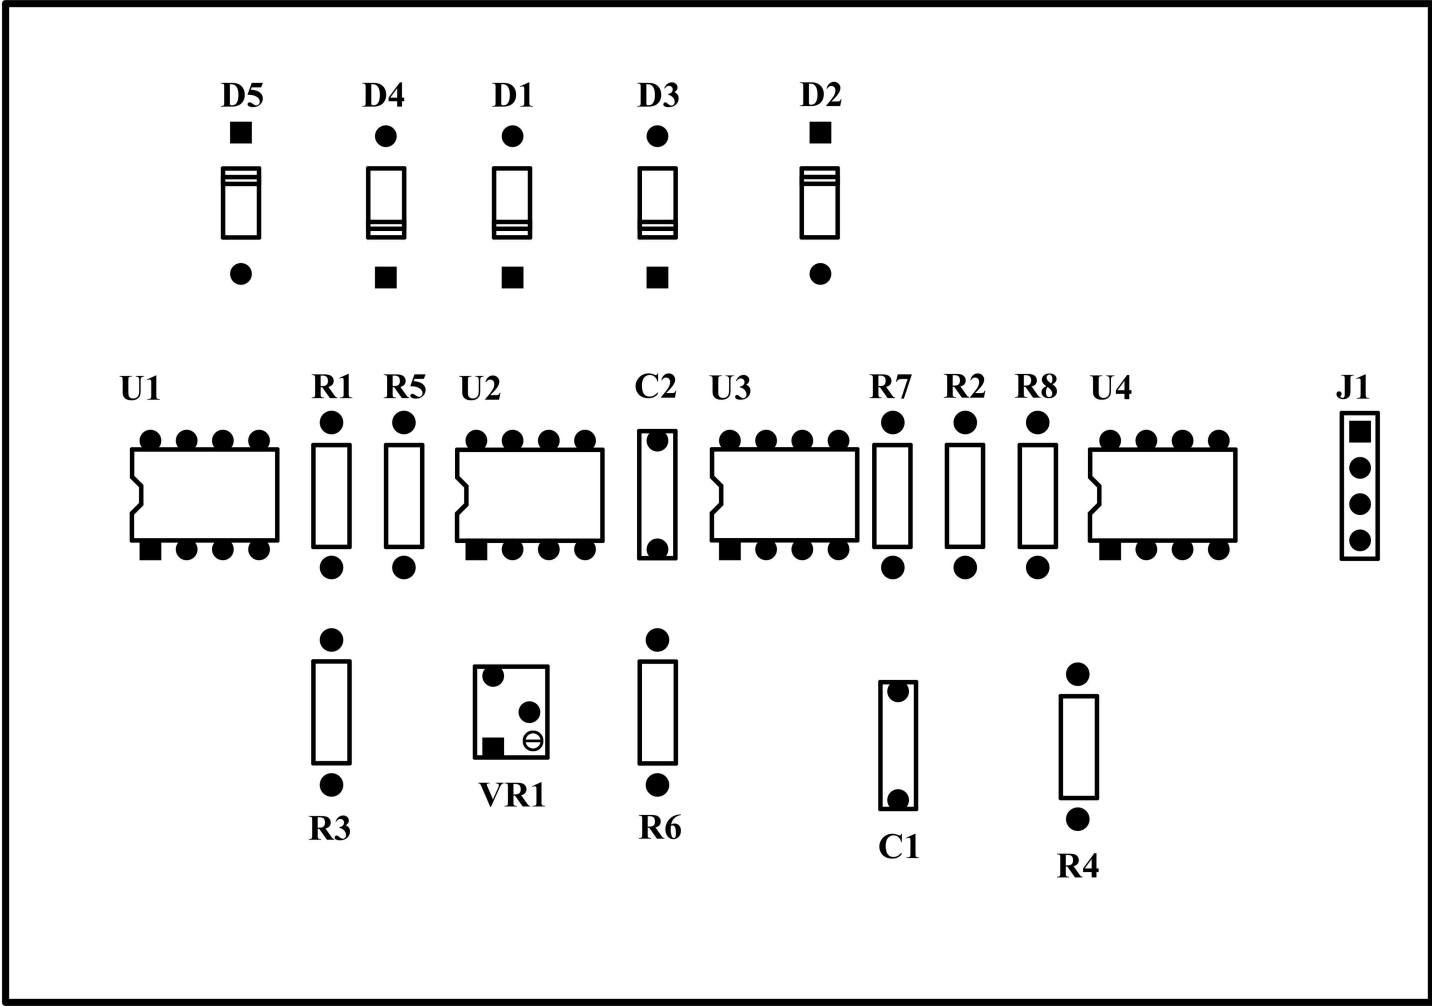 D5 D4 D1 D3 D2
U1 R1 R5 U2 C2 U3 R7 R2 R8 U4 J1
VR1
R3 R6
C1
R4